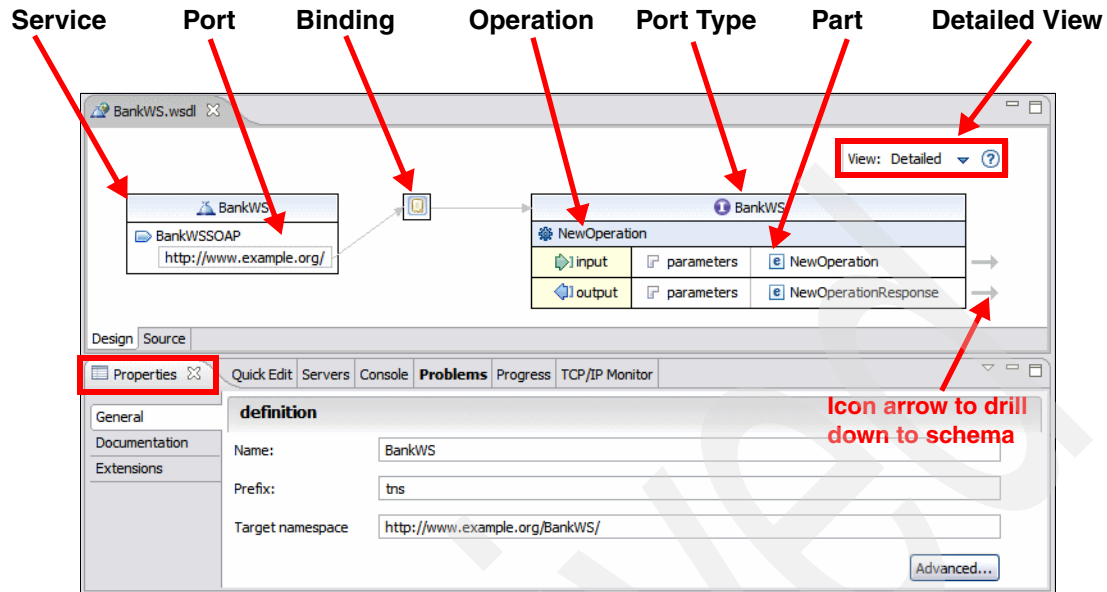 Service Port Binding Operation Port Type Part Detailed View
BankWS.wsdl
View: Detailed
BankWS
BankWSSOAP
http://www.example.org/
BankWS
NewOperation
input parameters NewOperation
output parameters NewOperationResponse
Design Source
Properties Quick Edit Servers Console Problems Progress TCP/IP Monitor
Icon arrow to drill
down to schema
General
Documentation
Extensions
definition
Name: BankWS
Prefix: tns
Target namespace http://www.example.org/BankWS/
Advanced...